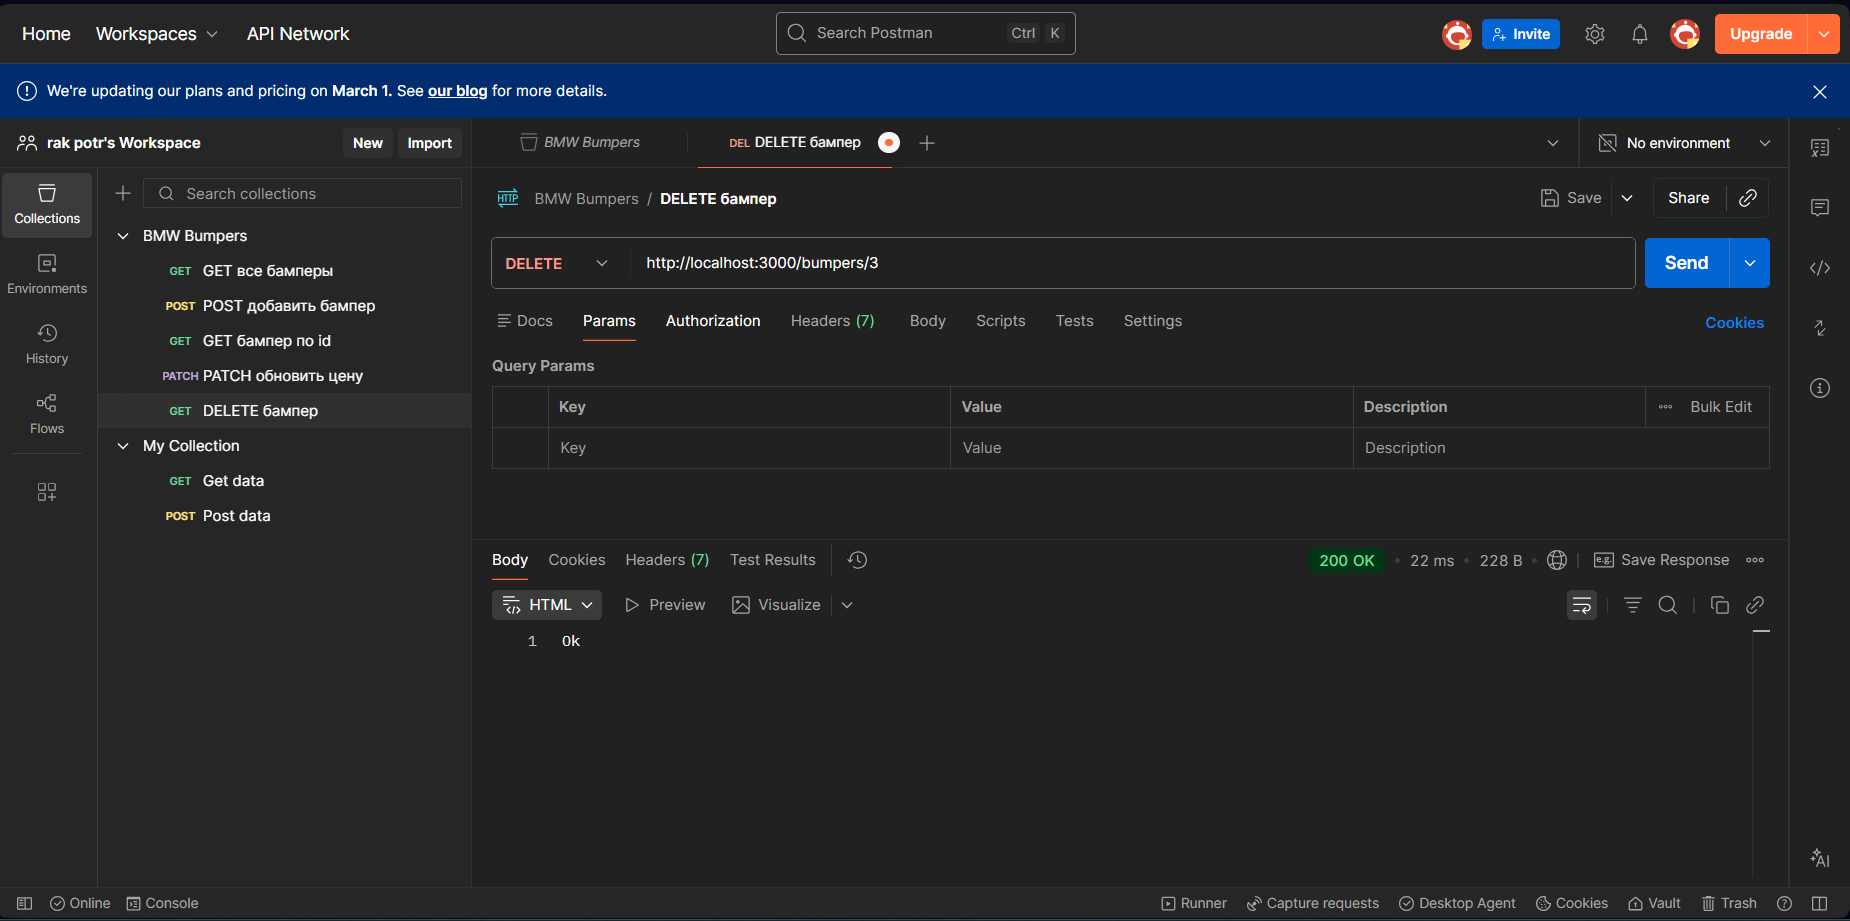 Home Workspaces API Network Search Postman Ctrl K Invite Upgrade
We're updating our plans and pricing on March 1. See our blog for more details.
rak potr's Workspace New Import BMW Bumpers DEL DELETE бампер No environment
Search collections
Collections
Environments
History
Flows
BMW Bumpers
GET GET все бамперы
POST POST добавить бампер
GET GET бампер по id
PATCH PATCH обновить цену
GET DELETE бампер
My Collection
GET Get data
POST Post data
HTTP BMW Bumpers / DELETE бампер Save Share
DELETE http://localhost:3000/bumpers/3 Send
Docs Params Authorization Headers (7) Body Scripts Tests Settings Cookies
Query Params
Key Value Description Bulk Edit
Key Value Description
Body Cookies Headers (7) Test Results 200 OK 22 ms 228 B e.g. Save Response
HTML Preview Visualize
1 Ok
AI
Online Console Runner Capture requests Desktop Agent Cookies Vault Trash